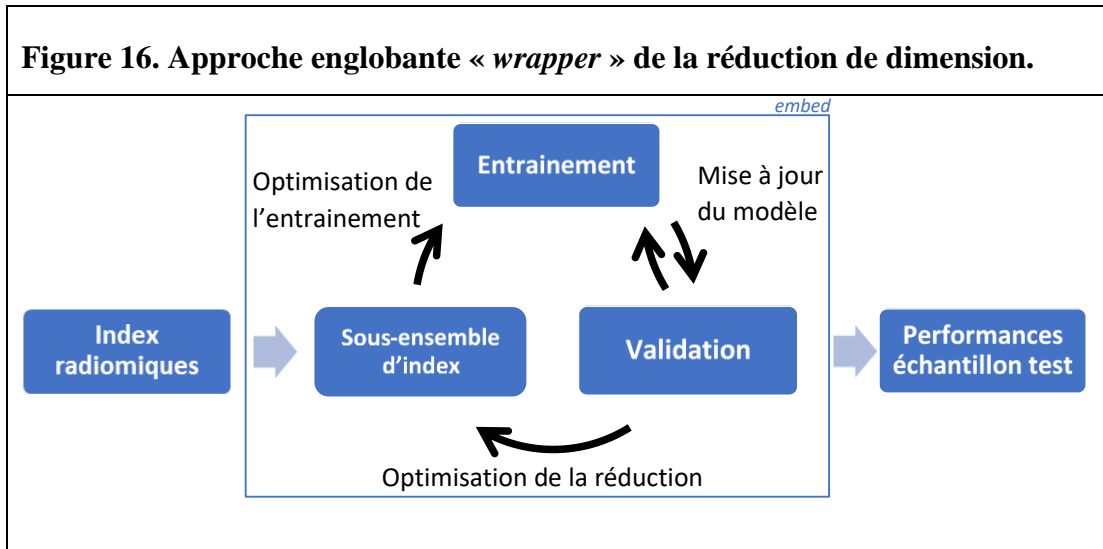 Figure 16. Approche englobante « wrapper » de la réduction de dimension.
embed
Entrainement
Optimisation de
l’entrainement
Mise à jour
du modèle
Index
radiomiques
Sous-ensemble
d’index
Validation
Performances
échantillon test
Optimisation de la réduction